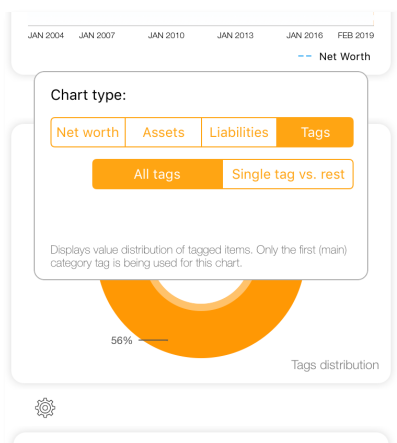 JAN 2004 JAN 2007 JAN 2010 JAN 2013 JAN 2016 FEB 2019
Net Worth
Chart type:
Net worth Assets Liabilities Tags
All tags Single tag vs. rest
Displays value distribution of tagged items. Only the first (main)
category tag is being used for this chart.
56%
Tags distribution